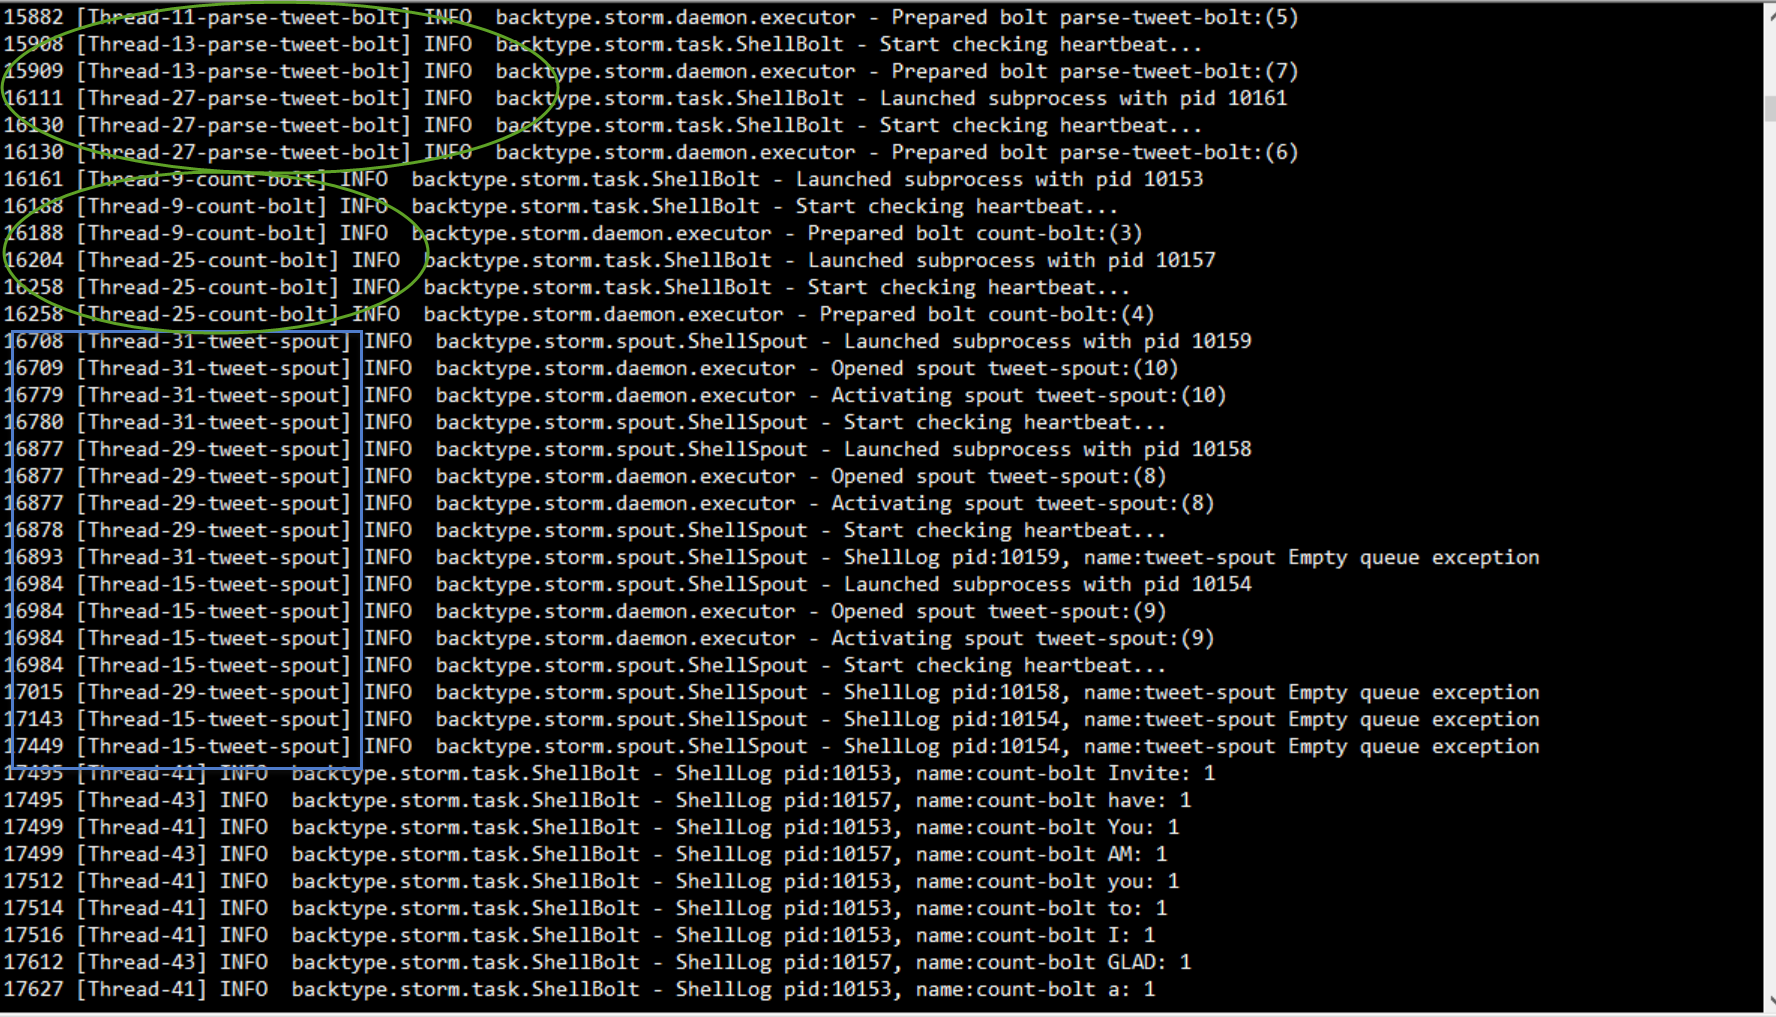 15882 [Thread-11-parse-tweet-bolt] INFO  backtype.storm.daemon.executor - Prepared bolt parse-tweet-bolt:(5)
15908 [Thread-13-parse-tweet-bolt] INFO  backtype.storm.task.ShellBolt - Start checking heartbeat...
15909 [Thread-13-parse-tweet-bolt] INFO  backtype.storm.daemon.executor - Prepared bolt parse-tweet-bolt:(7)
16111 [Thread-27-parse-tweet-bolt] INFO  backtype.storm.task.ShellBolt - Launched subprocess with pid 10161
16130 [Thread-27-parse-tweet-bolt] INFO  backtype.storm.task.ShellBolt - Start checking heartbeat...
16130 [Thread-27-parse-tweet-bolt] INFO  backtype.storm.daemon.executor - Prepared bolt parse-tweet-bolt:(6)
16161 [Thread-9-count-bolt] INFO  backtype.storm.task.ShellBolt - Launched subprocess with pid 10153
16188 [Thread-9-count-bolt] INFO  backtype.storm.task.ShellBolt - Start checking heartbeat...
16188 [Thread-9-count-bolt] INFO  backtype.storm.daemon.executor - Prepared bolt count-bolt:(3)
16204 [Thread-25-count-bolt] INFO  backtype.storm.task.ShellBolt - Launched subprocess with pid 10157
16258 [Thread-25-count-bolt] INFO  backtype.storm.task.ShellBolt - Start checking heartbeat...
16258 [Thread-25-count-bolt] INFO  backtype.storm.daemon.executor - Prepared bolt count-bolt:(4)
16708 [Thread-31-tweet-spout] INFO  backtype.storm.spout.ShellSpout - Launched subprocess with pid 10159
16709 [Thread-31-tweet-spout] INFO  backtype.storm.daemon.executor - Opened spout tweet-spout:(10)
16779 [Thread-31-tweet-spout] INFO  backtype.storm.daemon.executor - Activating spout tweet-spout:(10)
16780 [Thread-31-tweet-spout] INFO  backtype.storm.spout.ShellSpout - Start checking heartbeat...
16877 [Thread-29-tweet-spout] INFO  backtype.storm.spout.ShellSpout - Launched subprocess with pid 10158
16877 [Thread-29-tweet-spout] INFO  backtype.storm.daemon.executor - Opened spout tweet-spout:(8)
16877 [Thread-29-tweet-spout] INFO  backtype.storm.daemon.executor - Activating spout tweet-spout:(8)
16878 [Thread-29-tweet-spout] INFO  backtype.storm.spout.ShellSpout - Start checking heartbeat...
16893 [Thread-31-tweet-spout] INFO  backtype.storm.spout.ShellSpout - ShellLog pid:10159, name:tweet-spout Empty queue exception
16984 [Thread-15-tweet-spout] INFO  backtype.storm.spout.ShellSpout - Launched subprocess with pid 10154
16984 [Thread-15-tweet-spout] INFO  backtype.storm.daemon.executor - Opened spout tweet-spout:(9)
16984 [Thread-15-tweet-spout] INFO  backtype.storm.daemon.executor - Activating spout tweet-spout:(9)
16984 [Thread-15-tweet-spout] INFO  backtype.storm.spout.ShellSpout - Start checking heartbeat...
17015 [Thread-29-tweet-spout] INFO  backtype.storm.spout.ShellSpout - ShellLog pid:10158, name:tweet-spout Empty queue exception
17143 [Thread-15-tweet-spout] INFO  backtype.storm.spout.ShellSpout - ShellLog pid:10154, name:tweet-spout Empty queue exception
17449 [Thread-15-tweet-spout] INFO  backtype.storm.spout.ShellSpout - ShellLog pid:10154, name:tweet-spout Empty queue exception
17495 [Thread-41] INFO  backtype.storm.task.ShellBolt - ShellLog pid:10153, name:count-bolt Invite: 1
17495 [Thread-43] INFO  backtype.storm.task.ShellBolt - ShellLog pid:10157, name:count-bolt have: 1
17499 [Thread-41] INFO  backtype.storm.task.ShellBolt - ShellLog pid:10153, name:count-bolt You: 1
17499 [Thread-43] INFO  backtype.storm.task.ShellBolt - ShellLog pid:10157, name:count-bolt AM: 1
17512 [Thread-41] INFO  backtype.storm.task.ShellBolt - ShellLog pid:10153, name:count-bolt you: 1
17514 [Thread-41] INFO  backtype.storm.task.ShellBolt - ShellLog pid:10153, name:count-bolt to: 1
17516 [Thread-41] INFO  backtype.storm.task.ShellBolt - ShellLog pid:10153, name:count-bolt I: 1
17612 [Thread-43] INFO  backtype.storm.task.ShellBolt - ShellLog pid:10157, name:count-bolt GLAD: 1
17627 [Thread-41] INFO  backtype.storm.task.ShellBolt - ShellLog pid:10153, name:count-bolt a: 1